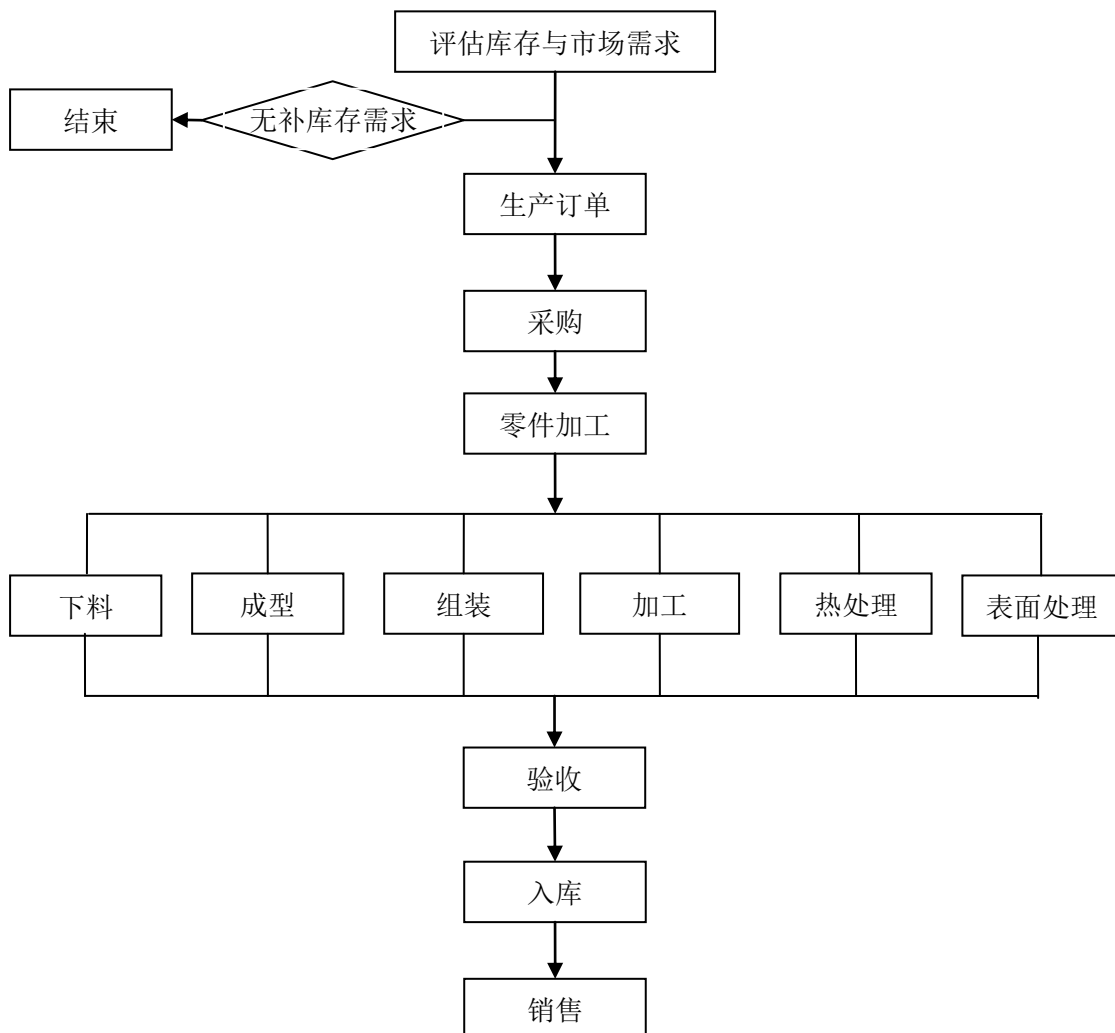 评估库存与市场需求
结束
无补库存需求
生产订单
采购
零件加工
下料
成型
组装
加工
热处理
表面处理
验收
入库
销售